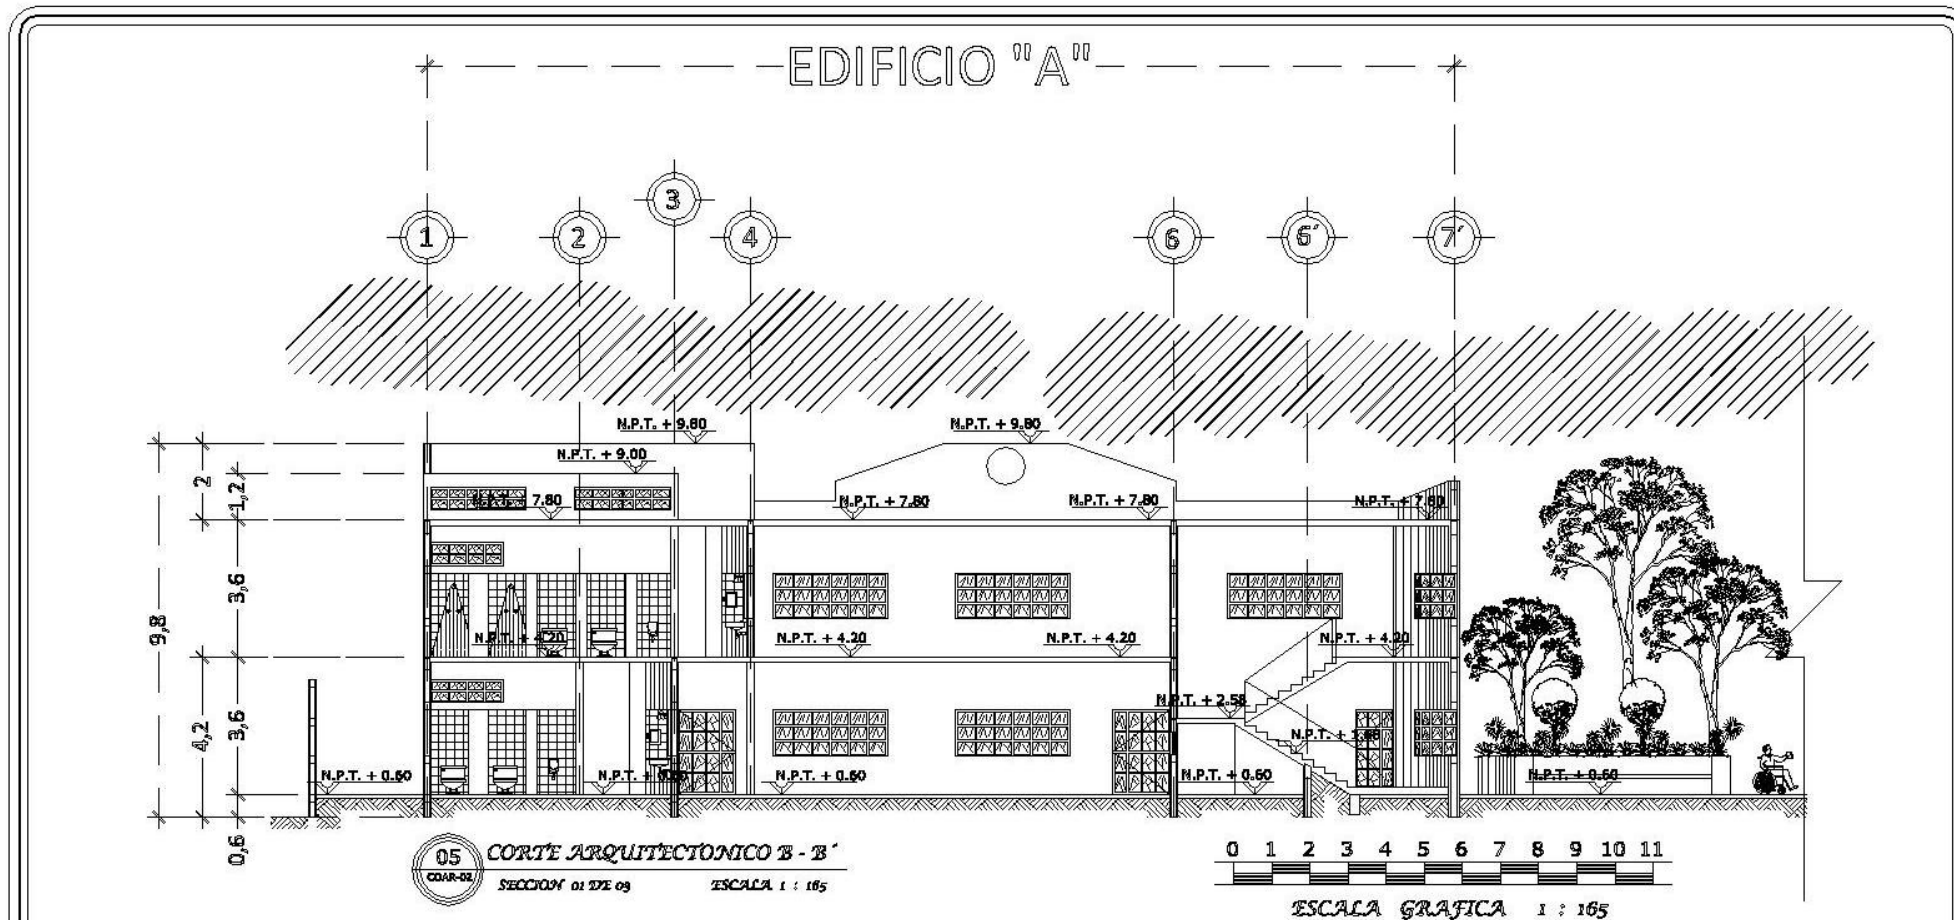 EDIFICIO "A"
3
1 2 4 6 6' 7'
N.P.T. + 9.80 N.P.T. + 9.80
N.P.T. + 9.00
N.P.T. + 7.80 N.P.T. + 7.80 N.P.T. + 7.80 N.P.T. + 7.80
2 1,2
3,6
9,8
N.P.T. + 4.20 N.P.T. + 4.20 N.P.T. + 4.20 N.P.T. + 4.20
4,2 3,6
N.P.T. + 2.58
N.P.T. +
N.P.T. + 0.60 N.P.T. + N.P.T. + 0.60 N.P.T. + 0.60 N.P.T. + 0.60
0,6
05 CORTE ARQUITECTONICO B - B'
COAR-02
SECCION 01 DE 03 ESCALA 1 : 165
0 1 2 3 4 5 6 7 8 9 10 11
ESCALA GRAFICA 1 : 165